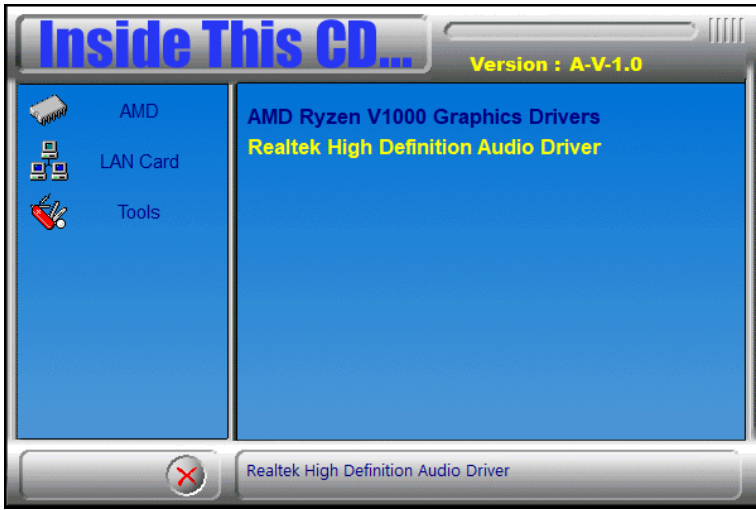 Inside This CD...
Version : A-V-1.0
AMD
LAN Card
Tools
AMD Ryzen V1000 Graphics Drivers
Realtek High Definition Audio Driver
Realtek High Definition Audio Driver